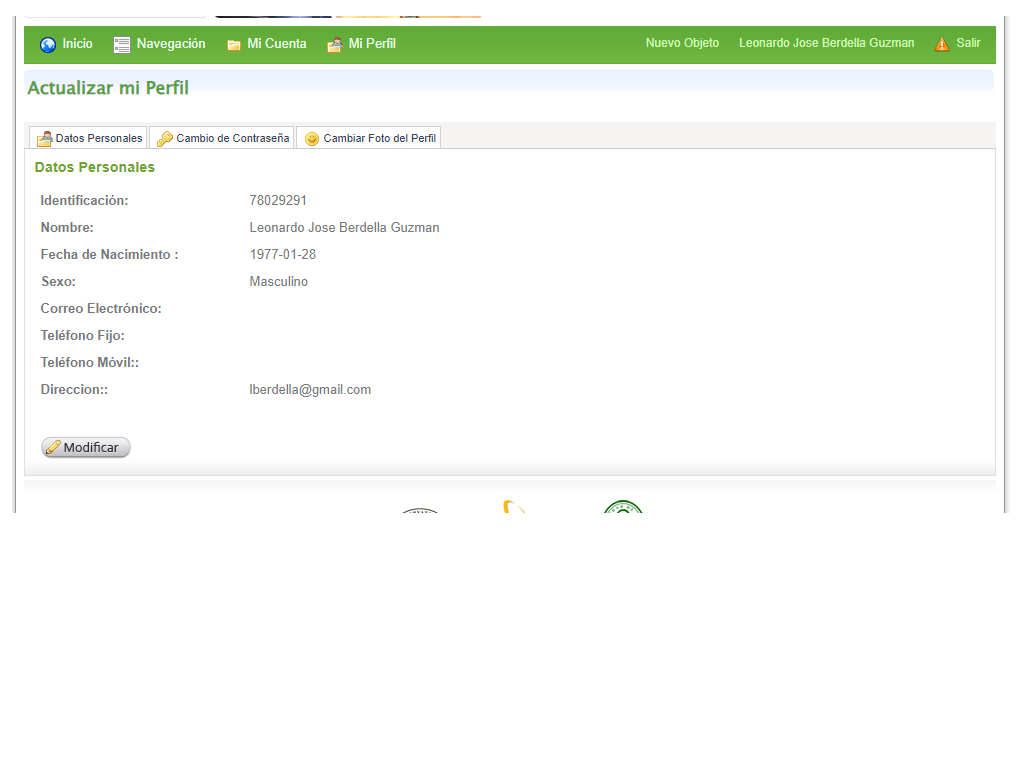 Inicio Navegación Mi Cuenta Mi Perfil Nuevo Objeto Leonardo Jose Berdella Guzman Salir
Actualizar mi Perfil
Datos Personales Cambio de Contraseña Cambiar Foto del Perfil
Datos Personales
Identificación: 78029291
Nombre: Leonardo Jose Berdella Guzman
Fecha de Nacimiento : 1977-01-28
Sexo: Masculino
Correo Electrónico:
Teléfono Fijo:
Teléfono Móvil::
Direccion:: lberdella@gmail.com
Modificar